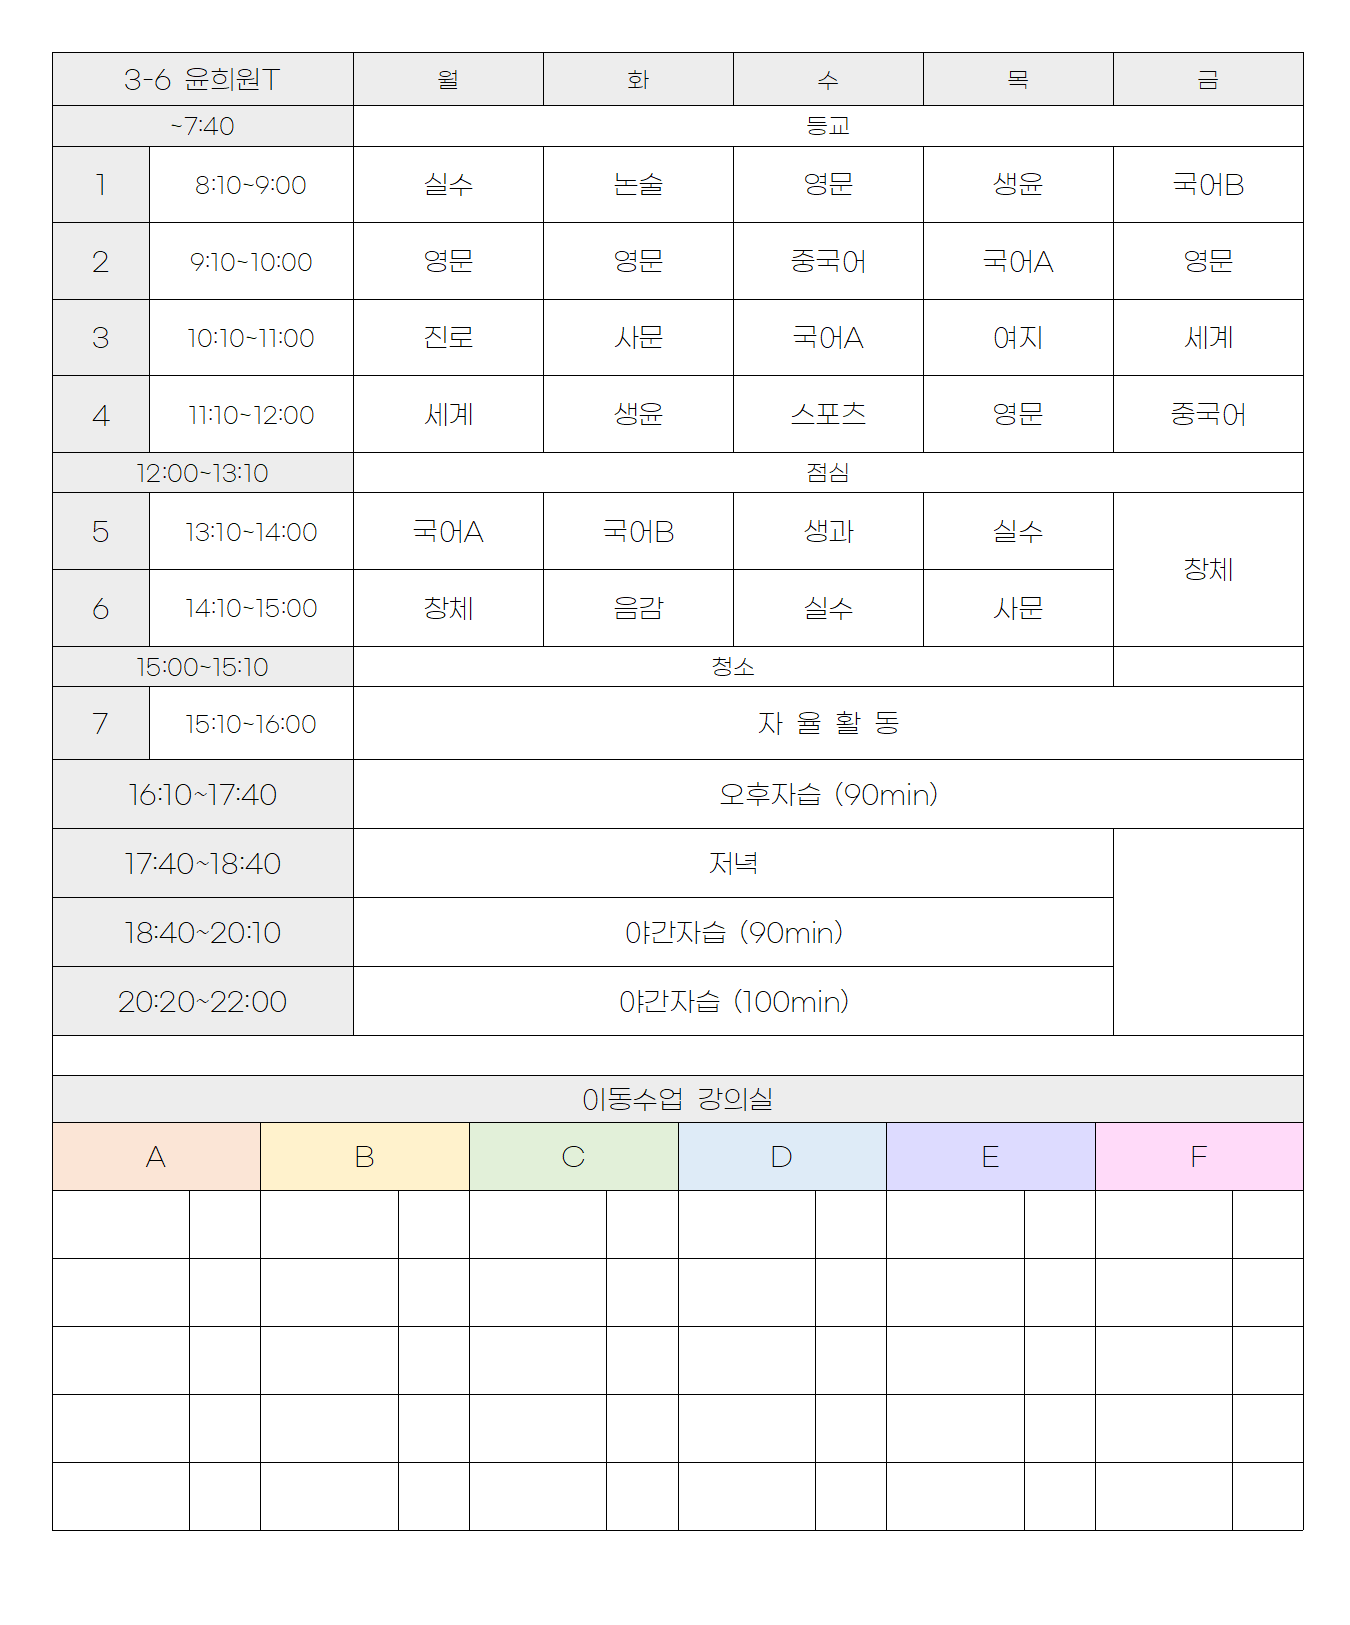 3-6 윤희원T 월 화 수 목 금
~7:40 등교
1 8:10~9:00 실수 논술 영문 생윤 국어B
2 9:10~10:00 영문 영문 중국어 국어A 영문
3 10:10~11:00 진로 사문 국어A 여지 세계
4 11:10~12:00 세계 생윤 스포츠 영문 중국어
12:00~13:10 점심
5 13:10~14:00 국어A 국어B 생과 실수 창체
6 14:10~15:00 창체 음감 실수 사문
15:00~15:10 청소
7 15:10~16:00 자 율 활 동
16:10~17:40 오후자습 (90min)
17:40~18:40 저녁
18:40~20:10 야간자습 (90min)
20:20~22:00 야간자습 (100min)
이동수업 강의실
A B C D E F